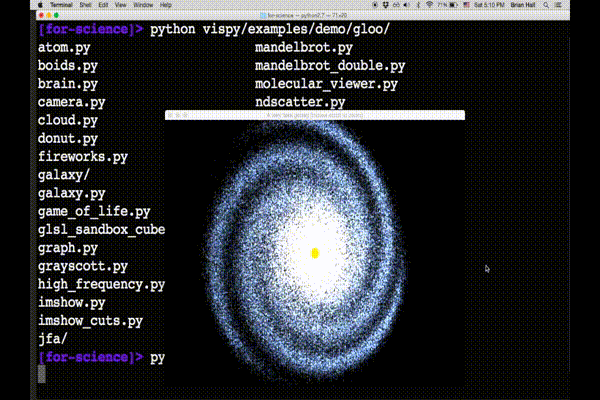 Terminal Shell Edit View Window Help 71% Sat 5:10 PM Brian Hall
for-science — python2.7 — 71×20
[for-science]> python vispy/examples/demo/gloo/
atom.py mandelbrot.py
boids.py mandelbrot_double.py
brain.py molecular_viewer.py
camera.py ndscatter.py
cloud.py
donut.py
fireworks.py
galaxy/
galaxy.py
game_of_life.py
glsl_sandbox_cube
graph.py
grayscott.py
high_frequency.py
imshow.py
imshow_cuts.py
jfa/
[for-science]> py